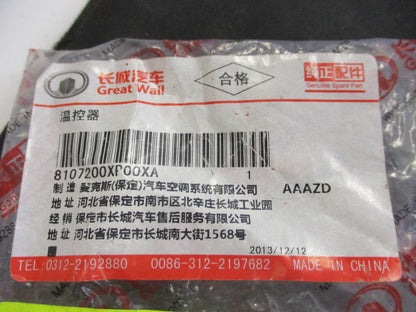 长城汽车
Great Wall
合格
纯正配件
Genuine Spare Part
温控器
8107200XP00XA 1
制造 曼克斯(保定)汽车空调系统有限公司 AAAZD
地址 河北省保定市南市区北辛庄长城工业园
经销 保定市长城汽车售后服务有限公司
地址 河北省保定市长城南大街1568号
2013/12/12
TEL:0312-2192880 0086-312-2197682 MADE IN CHINA